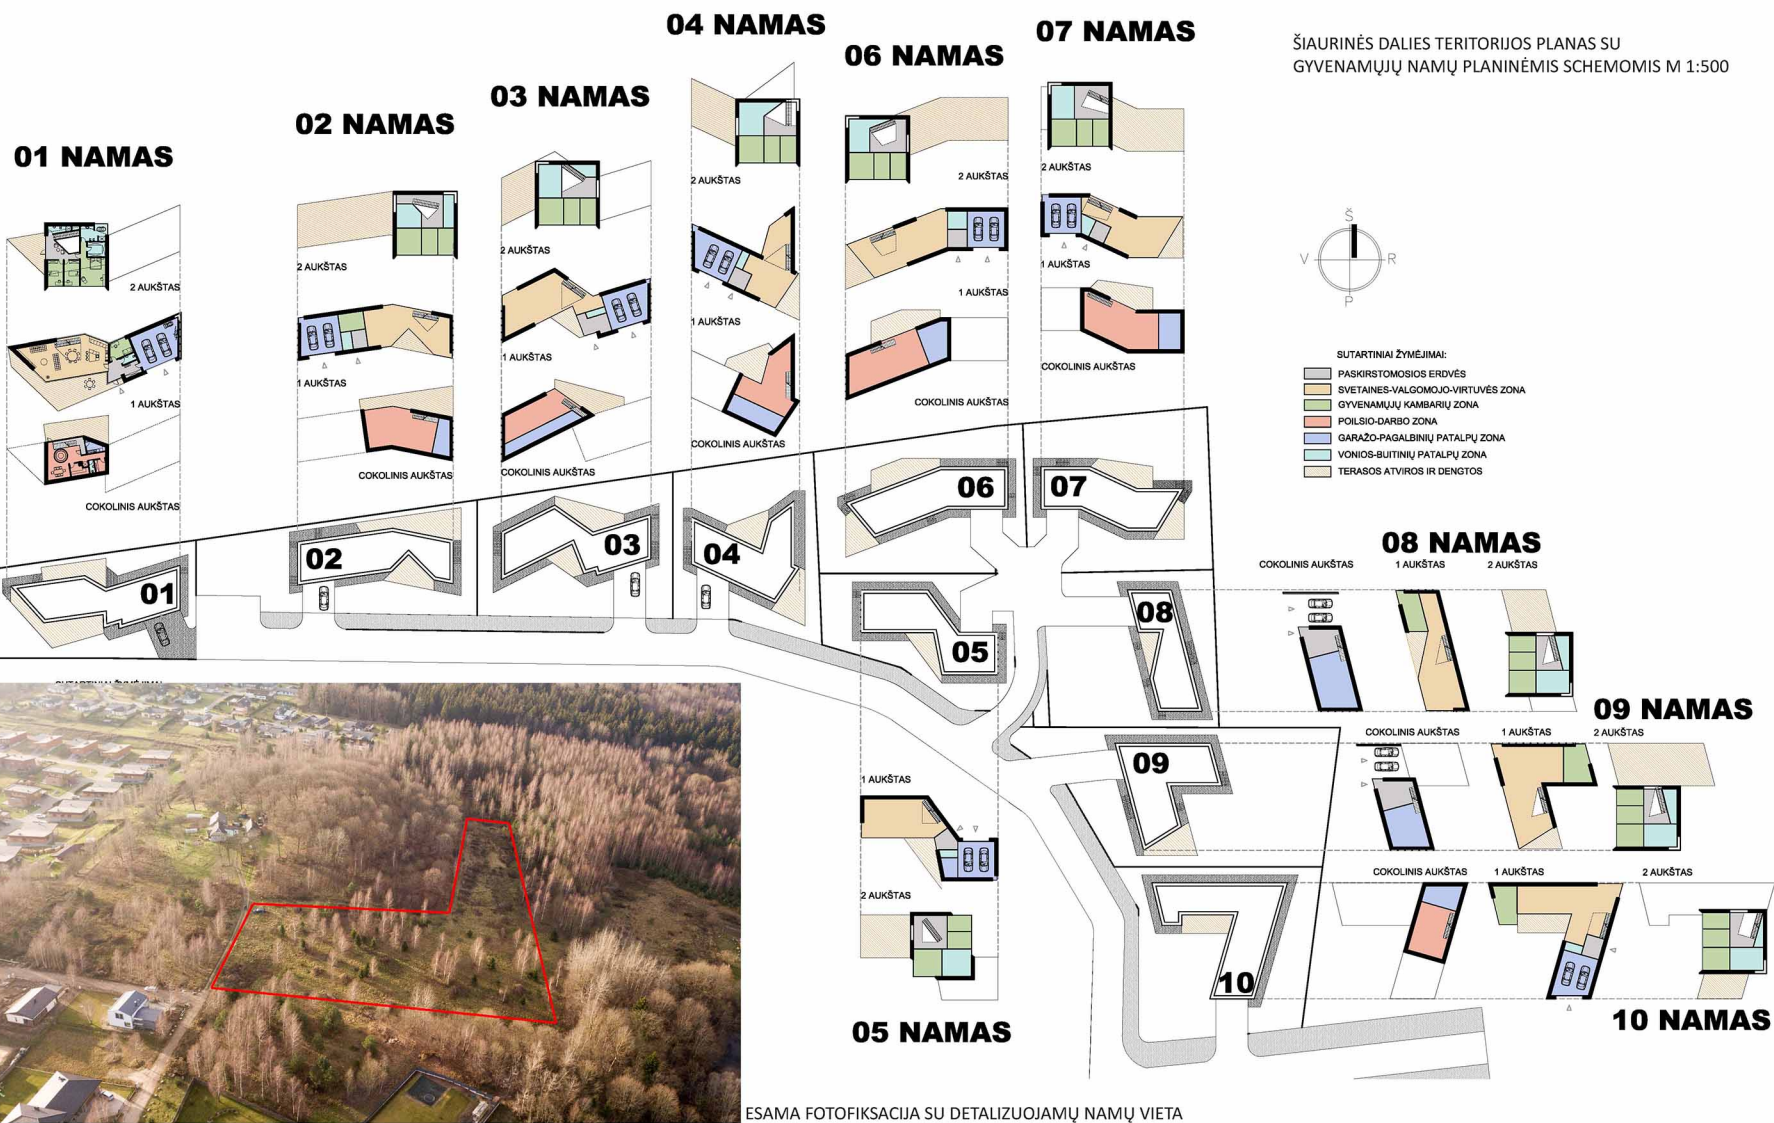 ŠIAURINĖS DALIES TERITORIJOS PLANAS SU
GYVENAMŲJŲ NAMŲ PLANINĖMIS SCHEMOMIS M 1:500
01 NAMAS
2 AUKŠTAS
1 AUKŠTAS
COKOLINIS AUKŠTAS
02 NAMAS
2 AUKŠTAS
1 AUKŠTAS
COKOLINIS AUKŠTAS
03 NAMAS
2 AUKŠTAS
1 AUKŠTAS
COKOLINIS AUKŠTAS
04 NAMAS
2 AUKŠTAS
1 AUKŠTAS
COKOLINIS AUKŠTAS
06 NAMAS
2 AUKŠTAS
1 AUKŠTAS
COKOLINIS AUKŠTAS
07 NAMAS
2 AUKŠTAS
1 AUKŠTAS
COKOLINIS AUKŠTAS
Š
V
R
P
SUTARTINIAI ŽYMĖJIMAI:
PASKIRSTOMOSIOS ERDVĖS
SVETAINES-VALGOMOJO-VIRTUVĖS ZONA
GYVENAMŲJŲ KAMBARIŲ ZONA
POILSIO-DARBO ZONA
GARAŽO-PAGALBINIŲ PATALPŲ ZONA
VONIOS-BUITINIŲ PATALPŲ ZONA
TERASOS ATVIROS IR DENGTOS
01
02
03
04
05
06
07
08
09
10
08 NAMAS
COKOLINIS AUKŠTAS
1 AUKŠTAS
2 AUKŠTAS
09 NAMAS
COKOLINIS AUKŠTAS
1 AUKŠTAS
2 AUKŠTAS
COKOLINIS AUKŠTAS
1 AUKŠTAS
2 AUKŠTAS
10 NAMAS
1 AUKŠTAS
2 AUKŠTAS
05 NAMAS
SUTARTINIAI ŽYMĖJIMAI:
ESAMA FOTOFIKSACIJA SU DETALIZUOJAMŲ NAMŲ VIETA